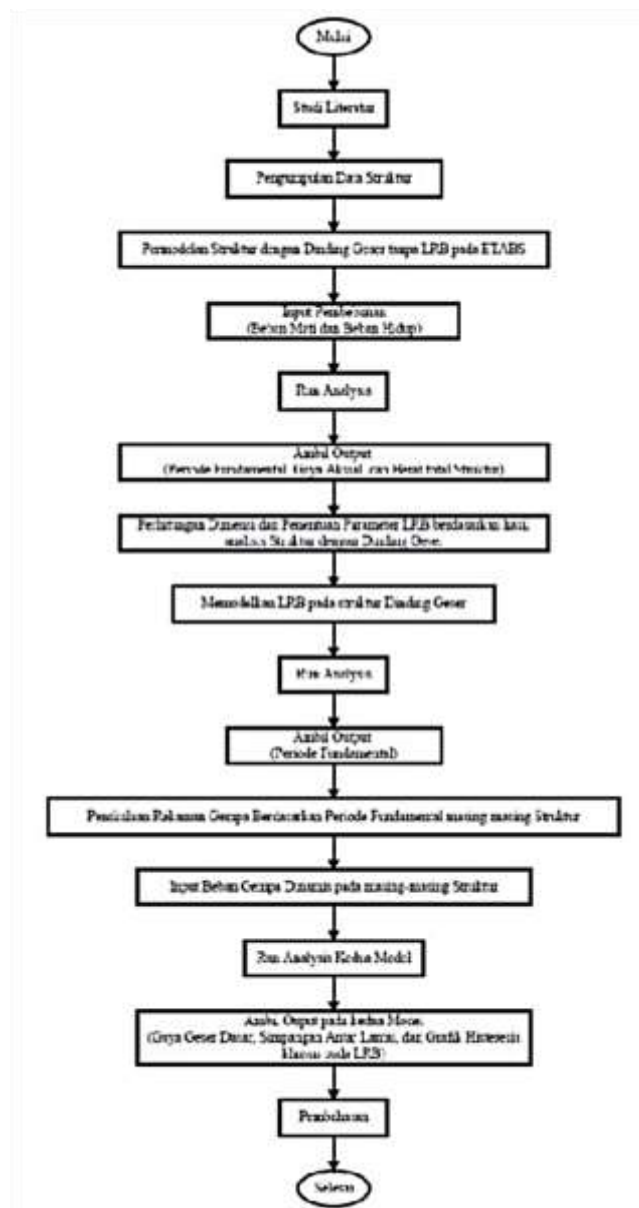 Mulai
Studi Literatur
Pengumpulan Data Struktur
Permodelan Struktur dengan Dinding Geser tanpa LRB pada ETABS
Input Pembebanan
(Beban Mati dan Beban Hidup)
Run Analysis
Ambil Output
(Periode Fundamental, Gaya Aksial, dan Berat total Struktur)
Perhitungan Dimensi dan Penentuan Parameter LRB berdasarkan hasil
analisis Struktur dengan Dinding Geser
Memodelkan LRB pada struktur Dinding Geser
Run Analysis
Ambil Output
(Periode Fundamental)
Rekaman Gempa Berdasarkan Periode Fundamental masing-masing Struktur
Input Beban Gempa Dinamis pada masing-masing Struktur
Run Analysis Kedua Model
Ambil Output pada kedua Model
(Gaya Geser Dasar, Simpangan Antar Lantai, dan Grafik Histeresis
khusus pada LRB)
Pembahasan
Selesai